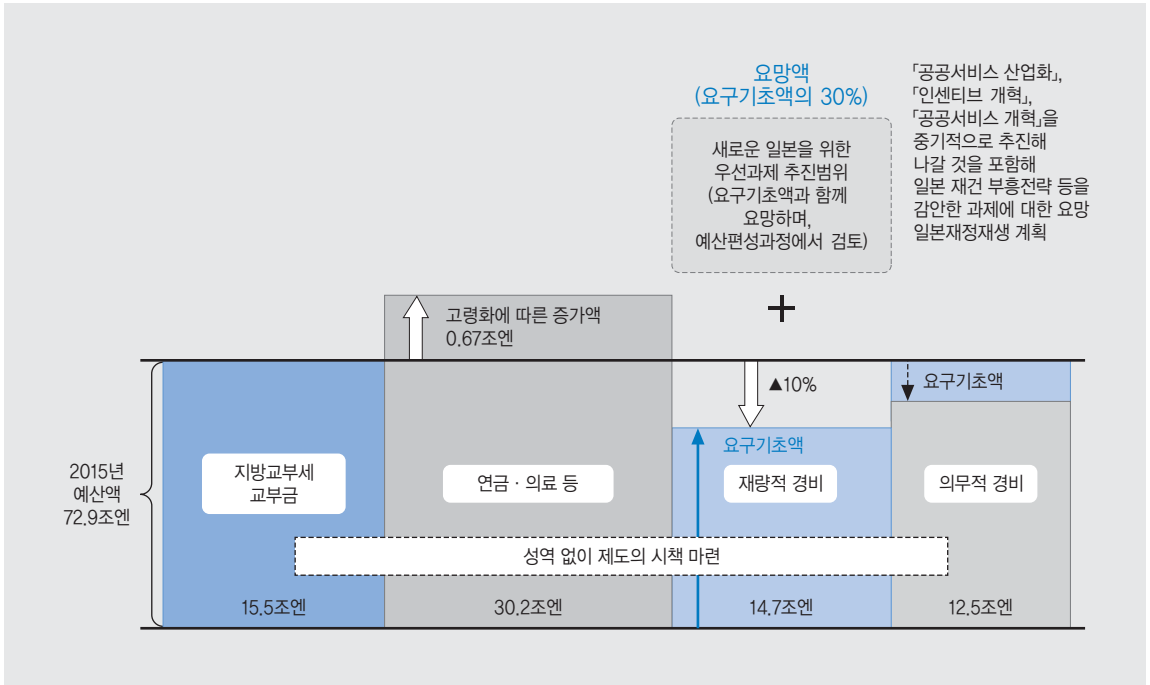 요망액
(요구기초액의 30%)
새로운 일본을 위한
우선과제 추진범위
(요구기초액과 함께
요망하며,
예산편성과정에서 검토)
「공공서비스 산업화」,
「인센티브 개혁」,
「공공서비스 개혁」을
중기적으로 추진해
나갈 것을 포함해
일본 재건 부흥전략 등을
감안한 과제에 대한 요망
일본재정재생 계획
+
고령화에 따른 증가액
0.67조엔
▲10%
요구기초액
요구기초액
2015년
예산액
72.9조엔
지방교부세
교부금
연금 · 의료 등
재량적 경비
의무적 경비
성역 없이 제도의 시책 마련
15.5조엔
30.2조엔
14.7조엔
12.5조엔